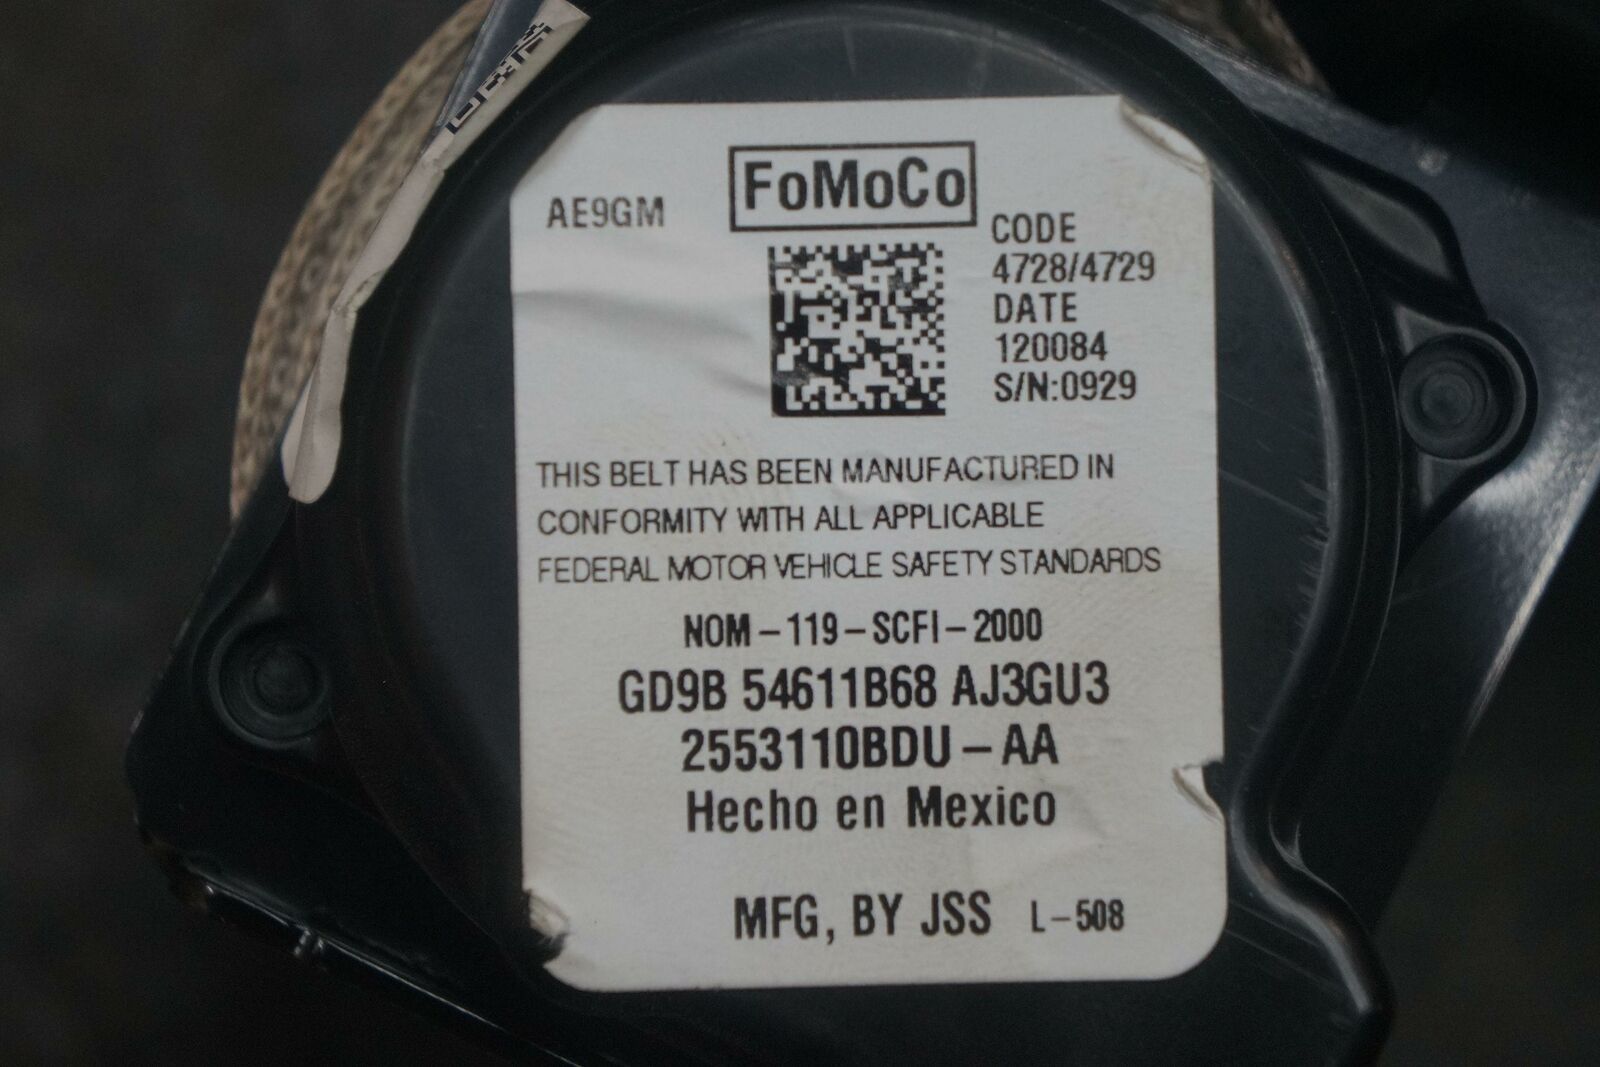 AE9GM
FoMoCo
CODE
4728/4729
DATE
120084
S/N:0929
THIS BELT HAS BEEN MANUFACTURED IN
CONFORMITY WITH ALL APPLICABLE
FEDERAL MOTOR VEHICLE SAFETY STANDARDS
NOM-119-SCFI-2000
GD9B 54611B68 AJ3GU3
2553110BDU-AA
Hecho en Mexico
MFG, BY JSS L-508